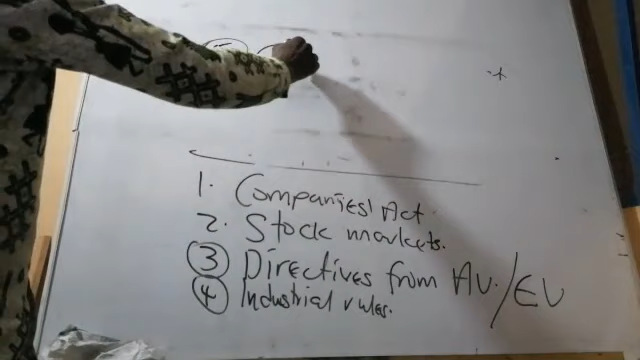 1. Companies' Act.
2. Stock markets.
3 Directives from AU./EU
4 Industrial rules.